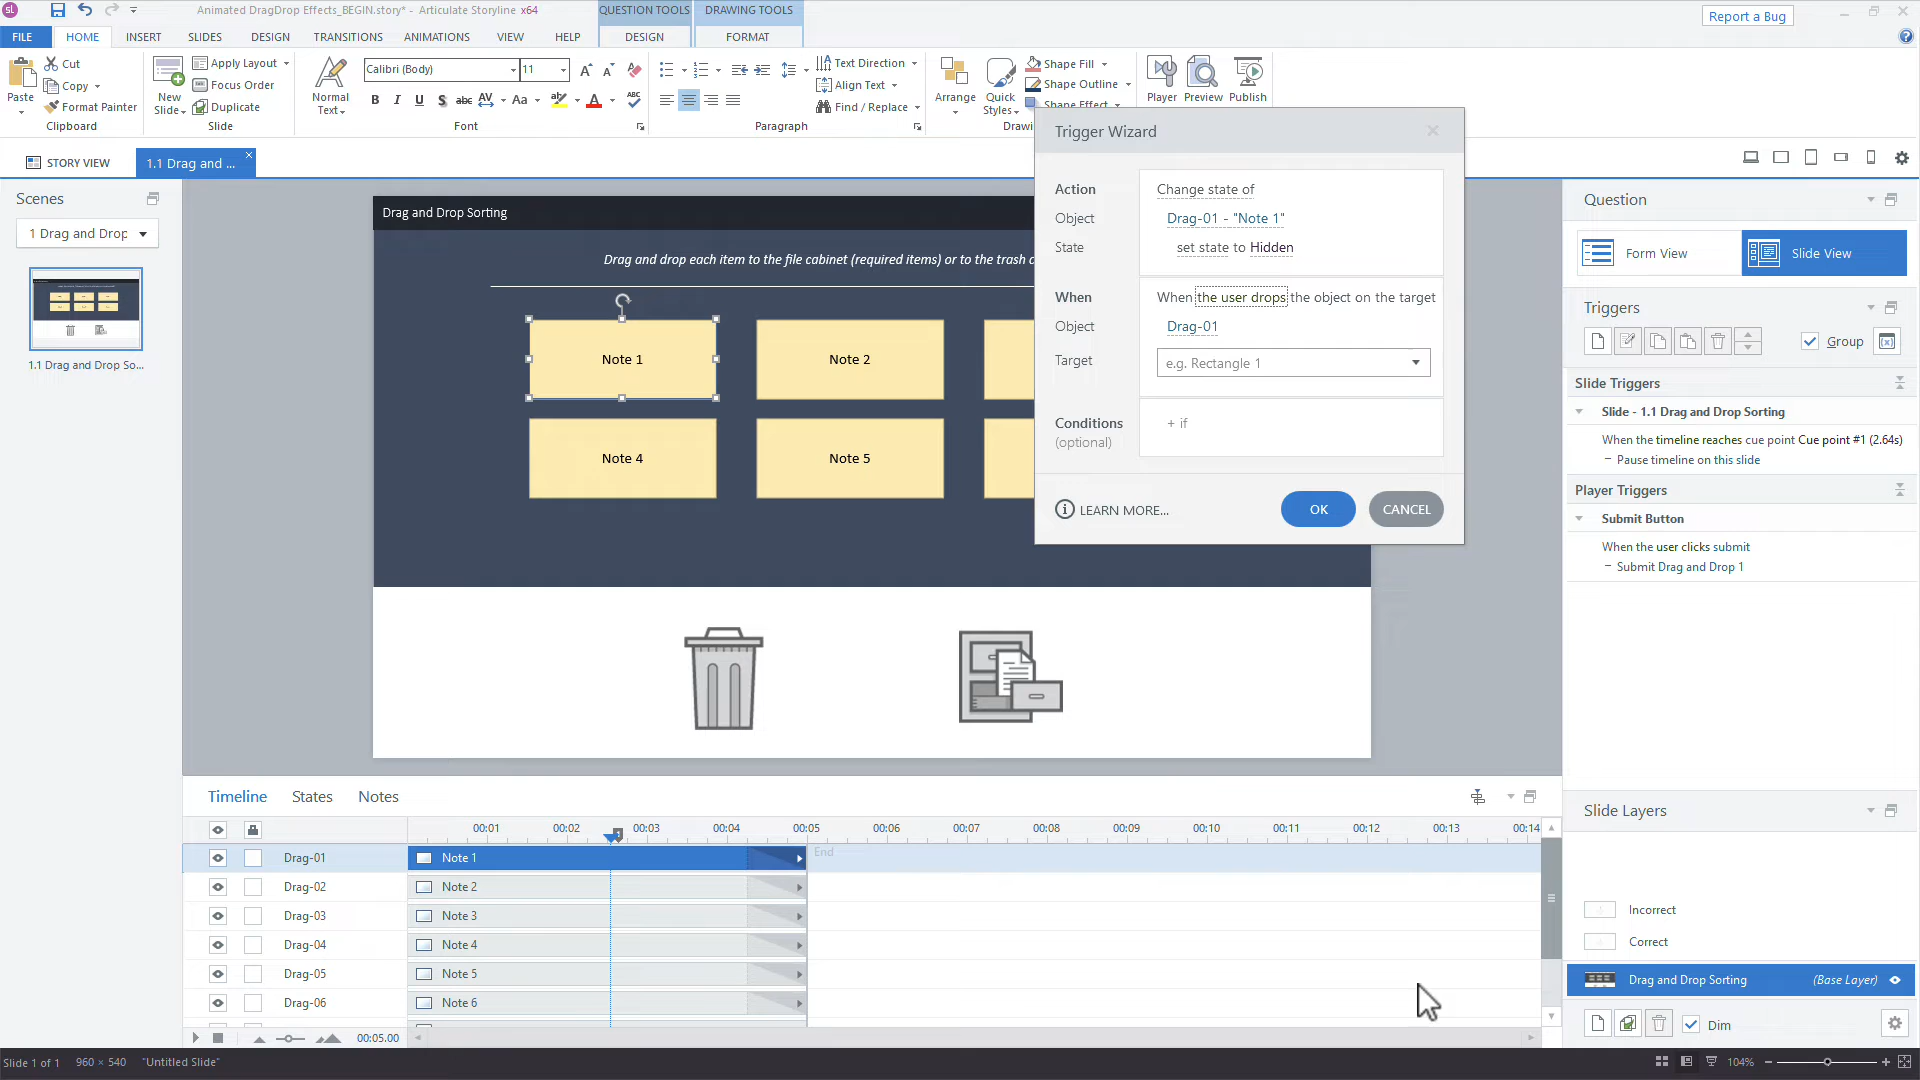 Animated DragDrop Effects_BEGIN.story* - Articulate Storyline x64
QUESTION TOOLS
DRAWING TOOLS
Report a Bug
FILE
HOME
INSERT
SLIDES
DESIGN
TRANSITIONS
ANIMATIONS
VIEW
HELP
DESIGN
FORMAT
Paste
Cut
Copy
Format Painter
Clipboard
New Slide
Apply Layout
Focus Order
Duplicate
Slide
Normal Text
Calibri (Body)
11
B I U S abc AV Aa A ABC
Font
Text Direction
Align Text
Find / Replace
Paragraph
Arrange
Quick Styles
Shape Fill
Shape Outline
Shape Effect
Player
Preview
Publish
STORY VIEW
1.1 Drag and ...
Scenes
1 Drag and Drop
1.1 Drag and Drop So...
Drag and Drop Sorting
Drag and drop each item to the file cabinet (required items) or to the trash
Note 1
Note 2
Note 4
Note 5
Trigger Wizard
Action
Change state of
Object
Drag-01 - "Note 1"
State
set state to Hidden
When
When the user drops the object on the target
Object
Drag-01
Target
e.g. Rectangle 1
Conditions
(optional)
+ if
LEARN MORE...
OK
CANCEL
Question
Form View
Slide View
Triggers
Group
Slide Triggers
Slide - 1.1 Drag and Drop Sorting
When the timeline reaches cue point Cue point #1 (2.64s)
– Pause timeline on this slide
Player Triggers
Submit Button
When the user clicks submit
– Submit Drag and Drop 1
Timeline
States
Notes
00:01 00:02 00:03 00:04 00:05 00:06 00:07 00:08 00:09 00:10 00:11 00:12 00:13 00:14
1
Drag-01 Note 1 End
Drag-02 Note 2
Drag-03 Note 3
Drag-04 Note 4
Drag-05 Note 5
Drag-06 Note 6
00:05.00
Slide Layers
Incorrect
Correct
Drag and Drop Sorting (Base Layer)
Dim
Slide 1 of 1
960 × 540
"Untitled Slide"
104%